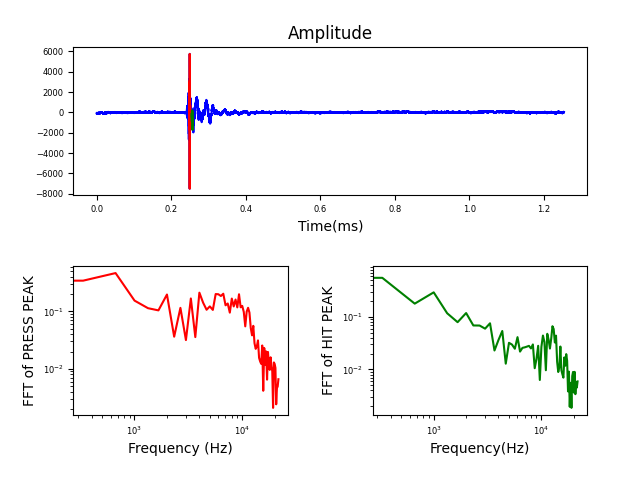 Amplitude
6000
4000
2000
0
−2000
−4000
−6000
−8000
0.0 0.2 0.4 0.6 0.8 1.0 1.2
Time(ms)
FFT of PRESS PEAK
10⁻¹
10⁻²
10³ 10⁴
Frequency (Hz)
FFT of HIT PEAK
10⁻¹
10⁻²
10³ 10⁴
Frequency(Hz)